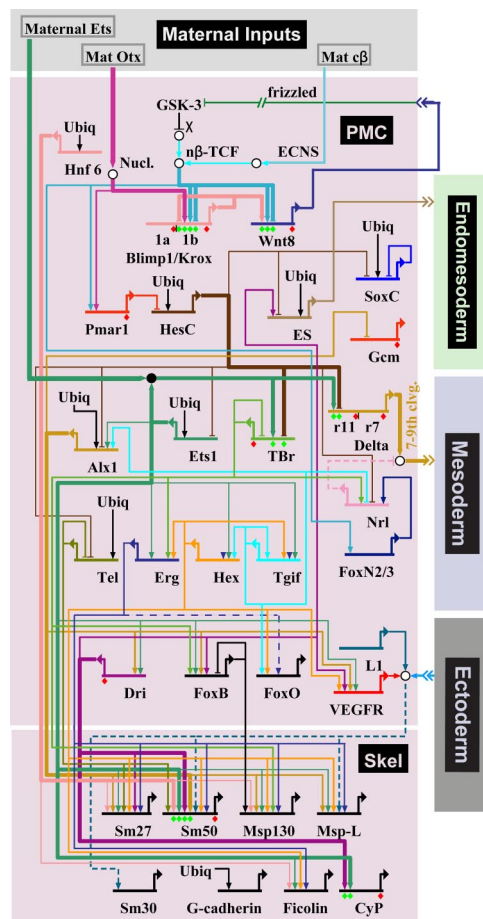 Maternal Ets
Maternal Inputs
Mat Otx
Mat cβ
GSK-3
frizzled
X
PMC
Ubiq
Hnf 6
Nucl.
nβ-TCF
ECNS
1a
1b
Wnt8
Blimp1/Krox
Ubiq
Ubiq
SoxC
Endomesoderm
Pmar1
HesC
ES
Gcm
Ubiq
Ubiq
r11
r7
Delta
7-9th clvg.
Alx1
Ets1
TBr
Nrl
Mesoderm
Ubiq
FoxN2/3
Tel
Erg
Hex
Tgif
L1
Dri
FoxB
FoxO
VEGFR
Ectoderm
Skel
Sm27
Sm50
Msp130
Msp-L
Ubiq
Sm30
G-cadherin
Ficolin
CyP